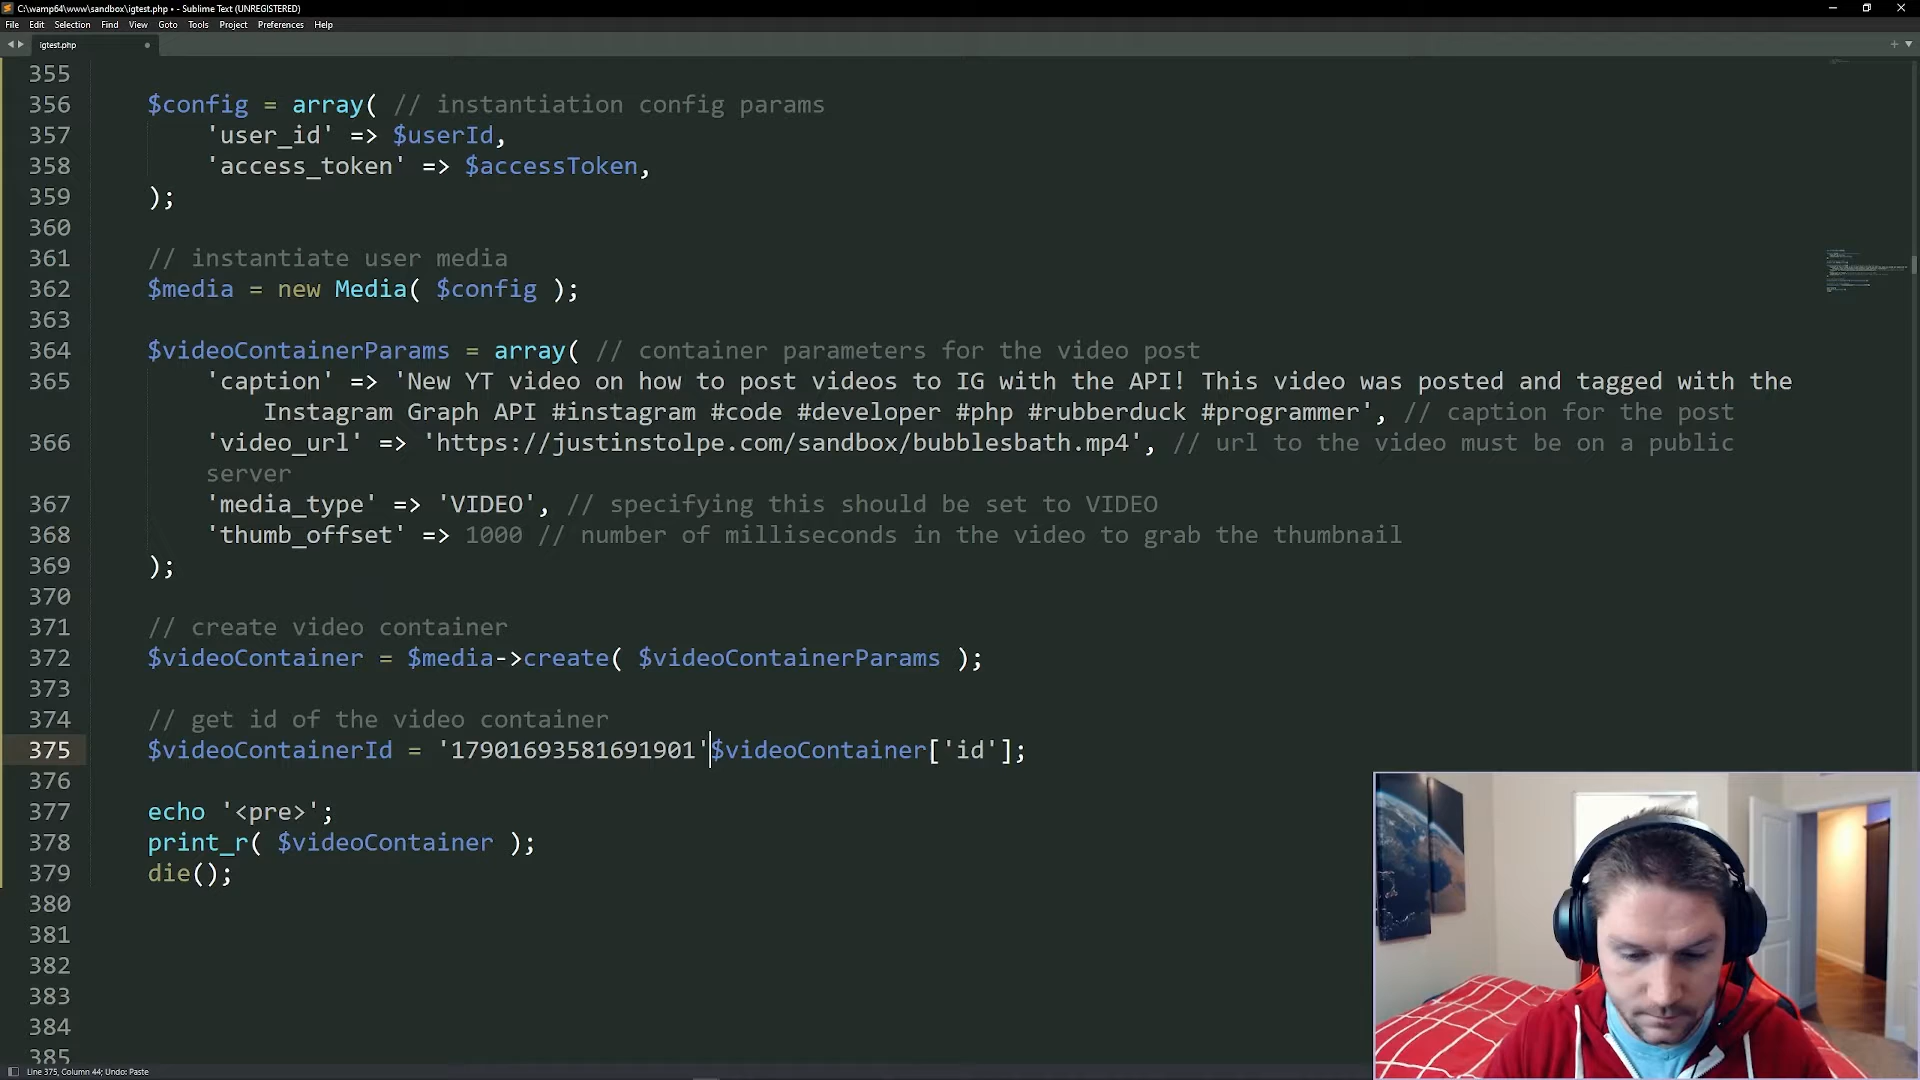 C:\wamp64\www\sandbox\igtest.php • - Sublime Text (UNREGISTERED)
File Edit Selection Find View Goto Tools Project Preferences Help
igtest.php
355
356 $config = array( // instantiation config params
357 'user_id' => $userId,
358 'access_token' => $accessToken,
359 );
360
361 // instantiate user media
362 $media = new Media( $config );
363
364 $videoContainerParams = array( // container parameters for the video post
365 'caption' => 'New YT video on how to post videos to IG with the API! This video was posted and tagged with the
Instagram Graph API #instagram #code #developer #php #rubberduck #programmer', // caption for the post
366 'video_url' => 'https://justinstolpe.com/sandbox/bubblesbath.mp4', // url to the video must be on a public
server
367 'media_type' => 'VIDEO', // specifying this should be set to VIDEO
368 'thumb_offset' => 1000 // number of milliseconds in the video to grab the thumbnail
369 );
370
371 // create video container
372 $videoContainer = $media->create( $videoContainerParams );
373
374 // get id of the video container
375 $videoContainerId = '17901693581691901'$videoContainer['id'];
376
377 echo '<pre>';
378 print_r( $videoContainer );
379 die();
380
381
382
383
384
385
Line 375, Column 44; Undo: Paste